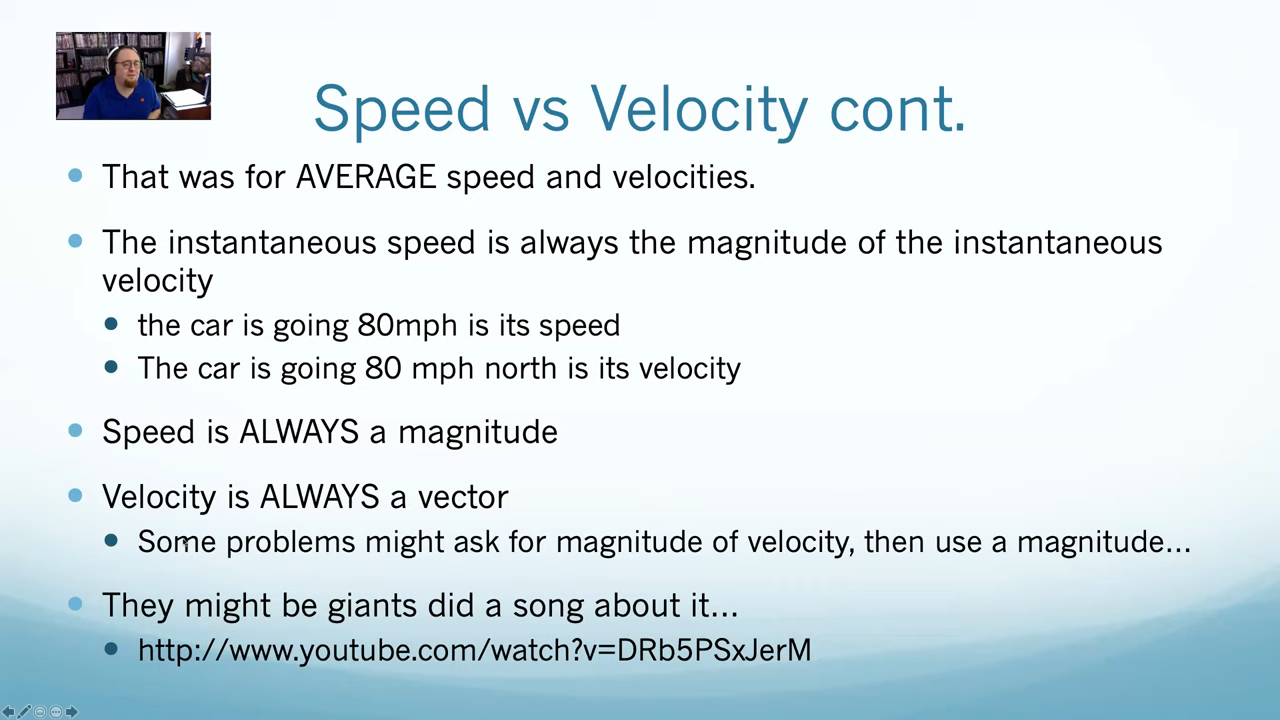 Speed vs Velocity cont.
That was for AVERAGE speed and velocities.
The instantaneous speed is always the magnitude of the instantaneous
velocity
the car is going 80mph is its speed
The car is going 80 mph north is its velocity
Speed is ALWAYS a magnitude
Velocity is ALWAYS a vector
Some problems might ask for magnitude of velocity, then use a magnitude...
They might be giants did a song about it...
http://www.youtube.com/watch?v=DRb5PSxJerM